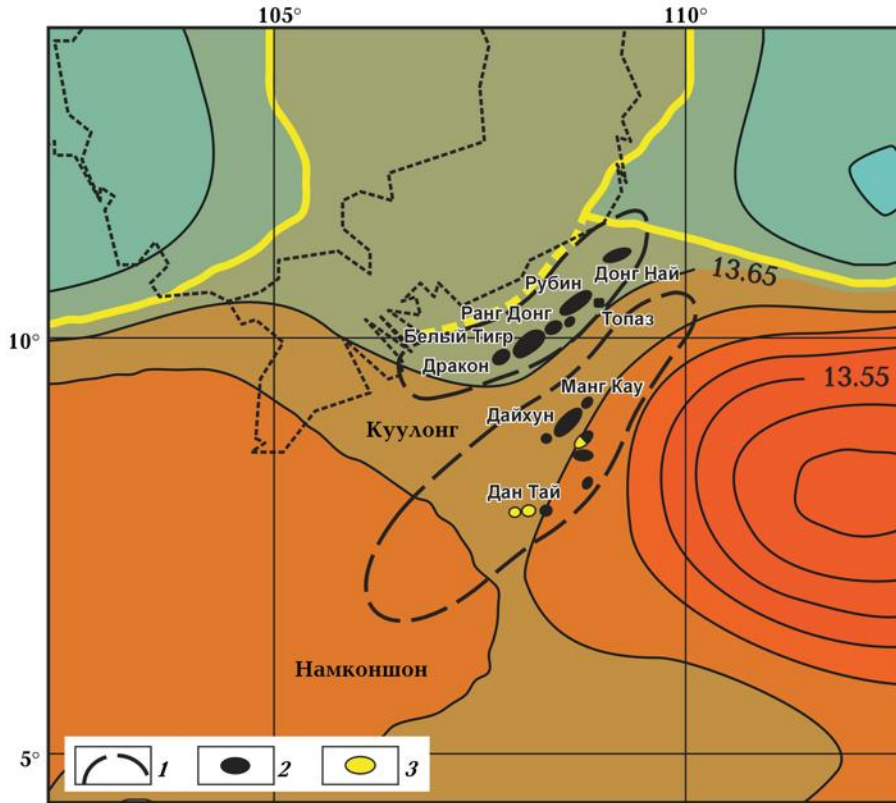 105°
110°
13.65
Донг Най
Рубин
Топаз
Ранг Донг
10°
Белый Тигр
Дракон
13.55
Манг Кау
Дайхун
Куулонг
Дан Тай
Намконшон
5°
1 2 3